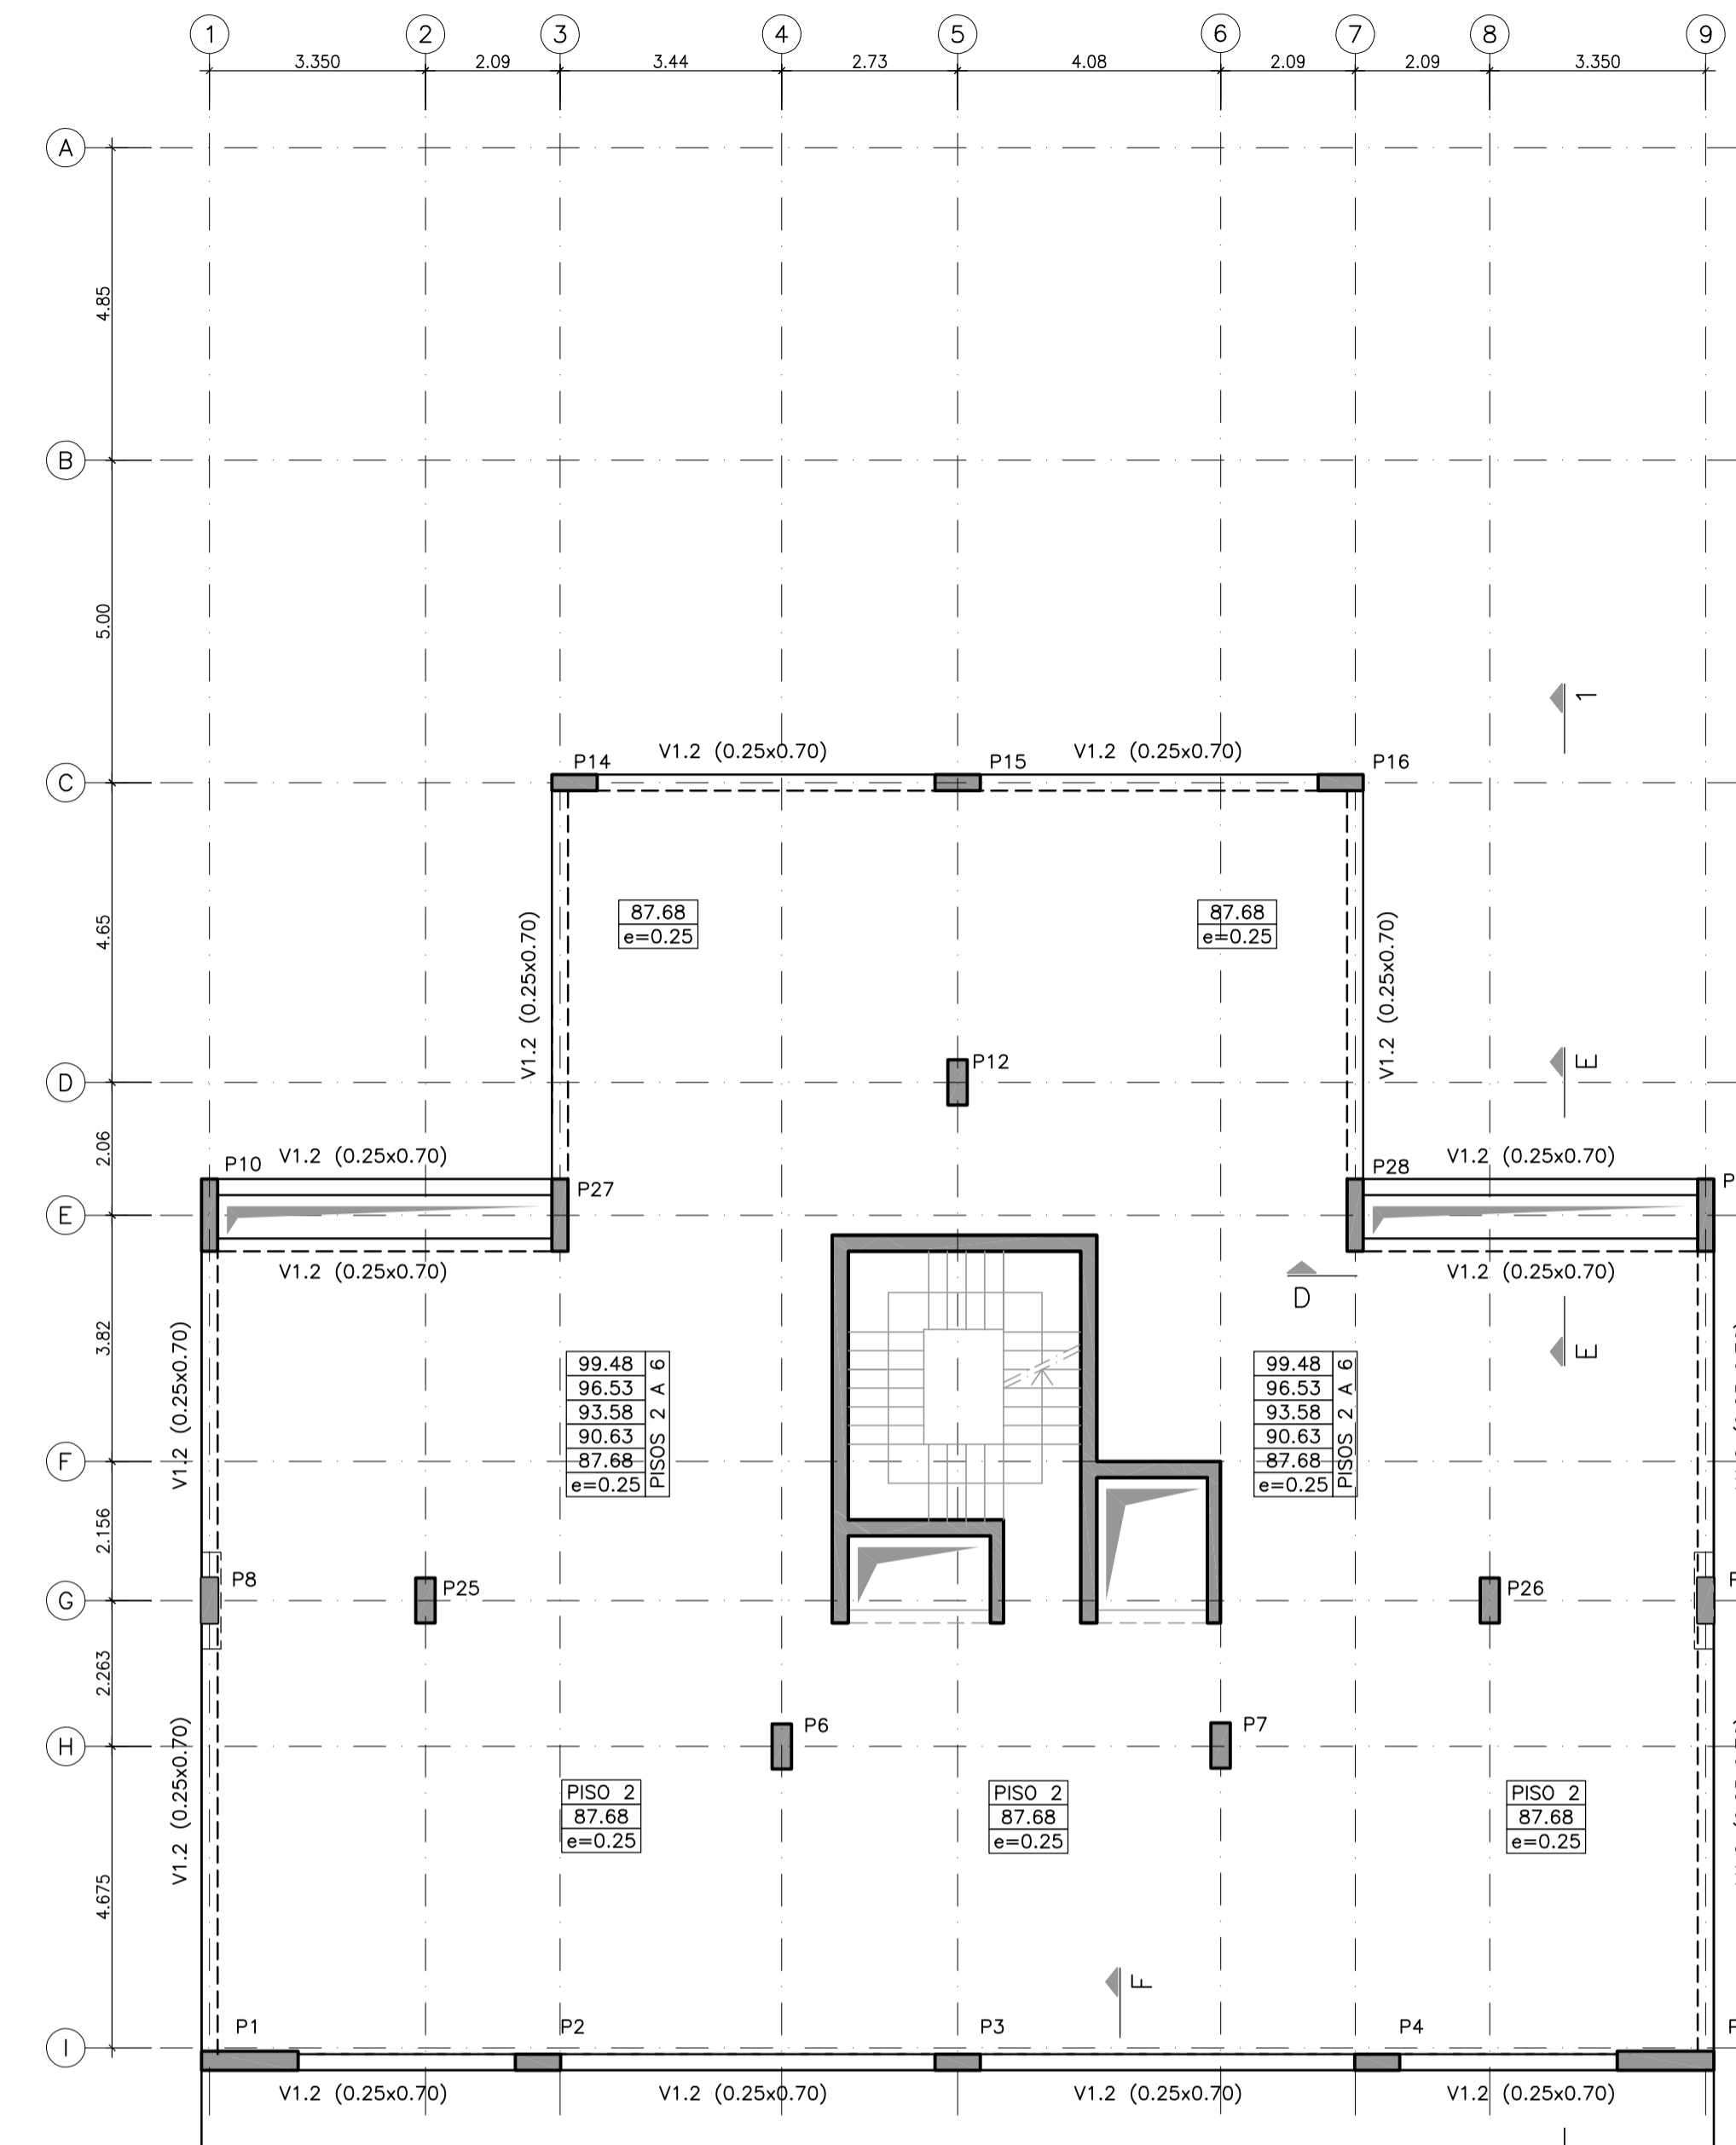 1 2 3 4 5 6 7 8 9
3.350 2.09 3.44 2.73 4.08 2.09 2.09 3.350
A
4.85
B
5.00
1
V1.2 (0.25x0.70) V1.2 (0.25x0.70)
P14 P15 P16
C
87.68 87.68
e=0.25 e=0.25
4.65
V1.2 (0.25x0.70) V1.2 (0.25x0.70)
P12 E
D
2.06
V1.2 (0.25x0.70) V1.2 (0.25x0.70)
P10 P28
P27
E
V1.2 (0.25x0.70) V1.2 (0.25x0.70)
D
3.82
E
V1.2 (0.25x0.70)
99.48 99.48
96.53 96.53
93.58 93.58
90.63 90.63
87.68 87.68
e=0.25 e=0.25
PISOS 2 A 6 PISOS 2 A 6
F
2.156
P8 P25 P26
G
2.263
P6 P7
H
V1.2 (0.25x0.70)
PISO 2 PISO 2 PISO 2
87.68 87.68 87.68
e=0.25 e=0.25 e=0.25
4.675
F
P1 P2 P3 P4
I
V1.2 (0.25x0.70) V1.2 (0.25x0.70) V1.2 (0.25x0.70) V1.2 (0.25x0.70)